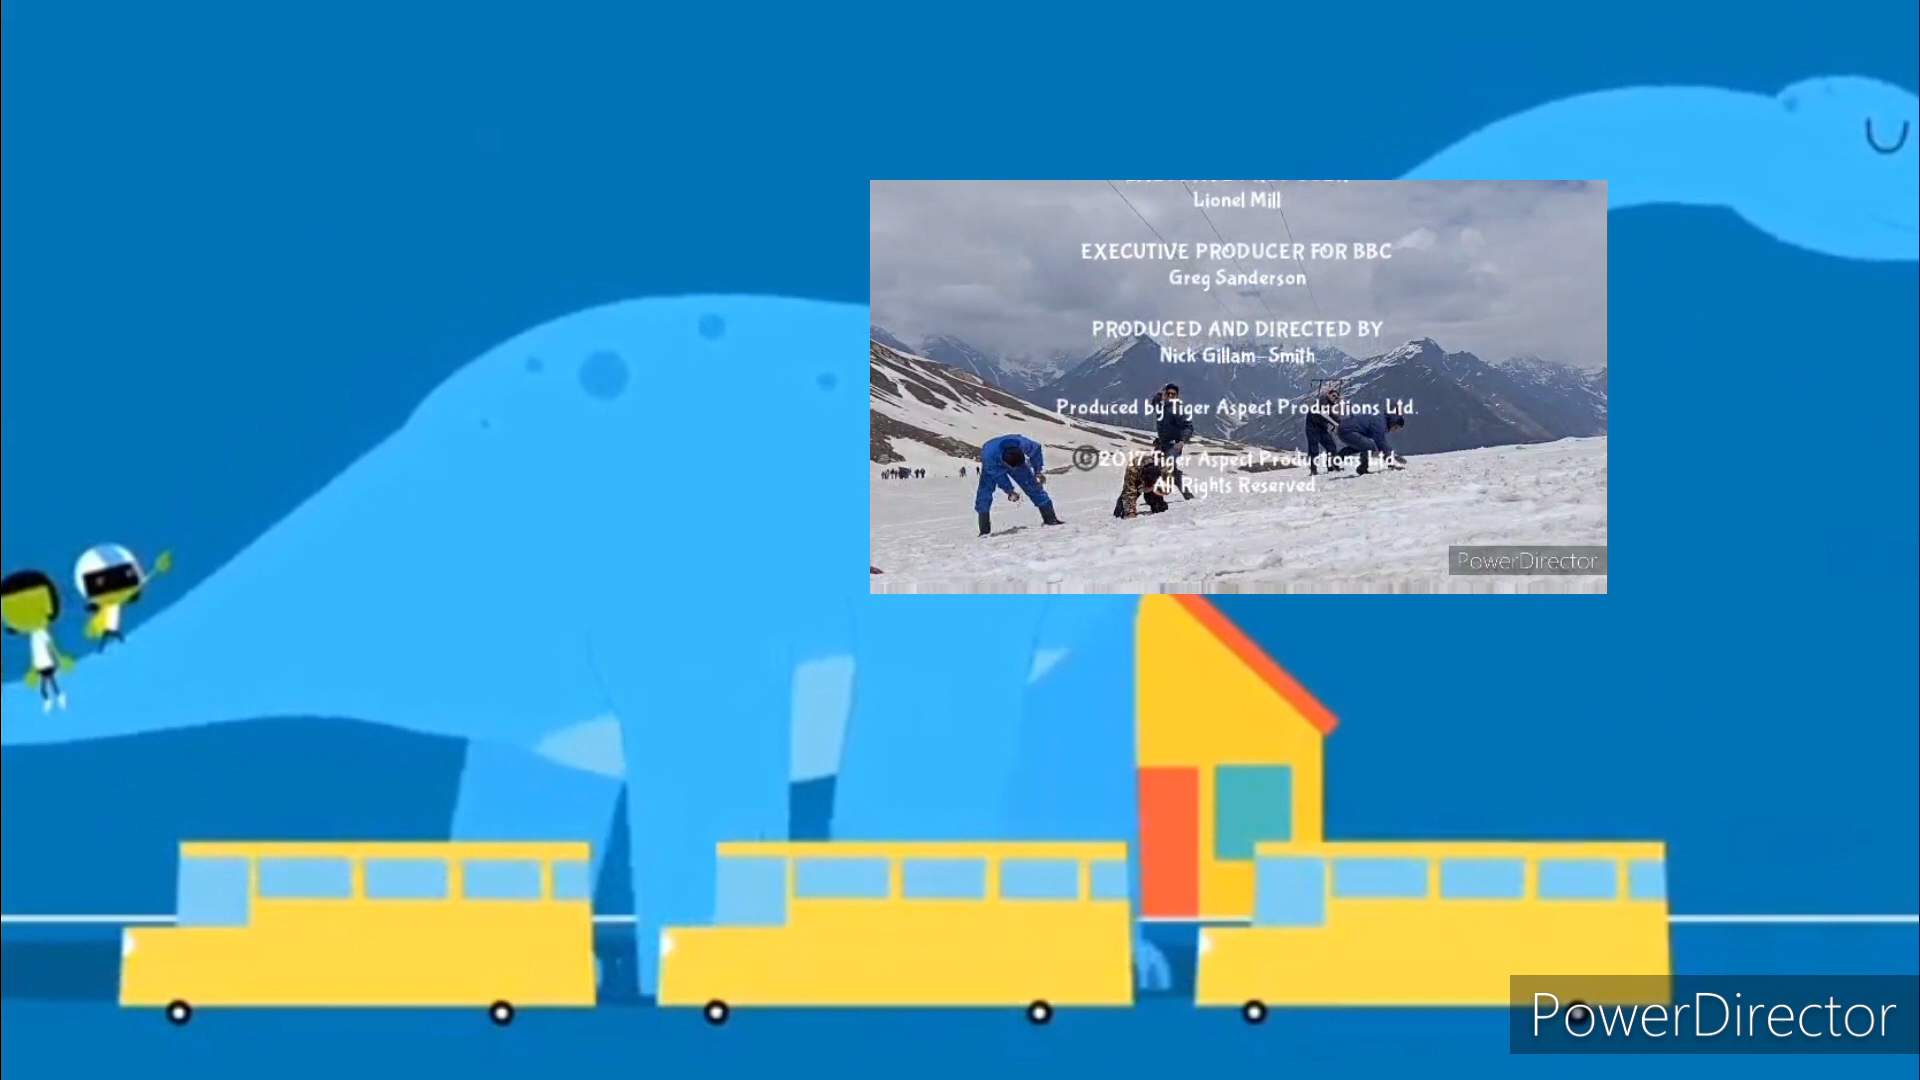 Lionel Mill
EXECUTIVE PRODUCER FOR BBC
Greg Sanderson
PRODUCED AND DIRECTED BY
Nick Gillam-Smith
Produced by Tiger Aspect Productions Ltd.
©2017 Tiger Aspect Productions Ltd.
All Rights Reserved.
PowerDirector
PowerDirector